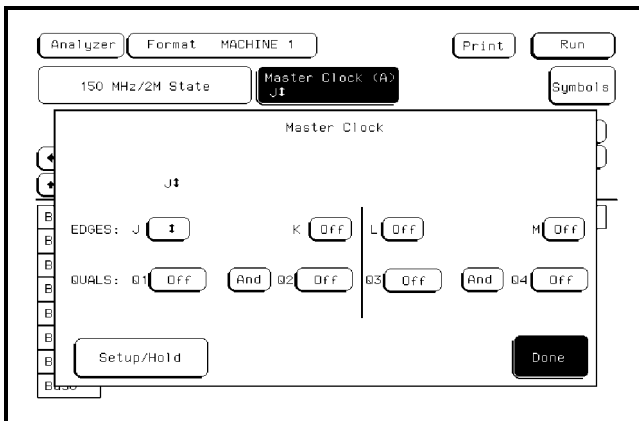 Analyzer Format MACHINE 1 Print Run
150 MHz/2M State Master Clock (A) Symbols
J↕
Master Clock
J↕
EDGES: J ↕ K Off L Off M Off
QUALS: Q1 Off And Q2 Off Q3 Off And Q4 Off
Setup/Hold Done